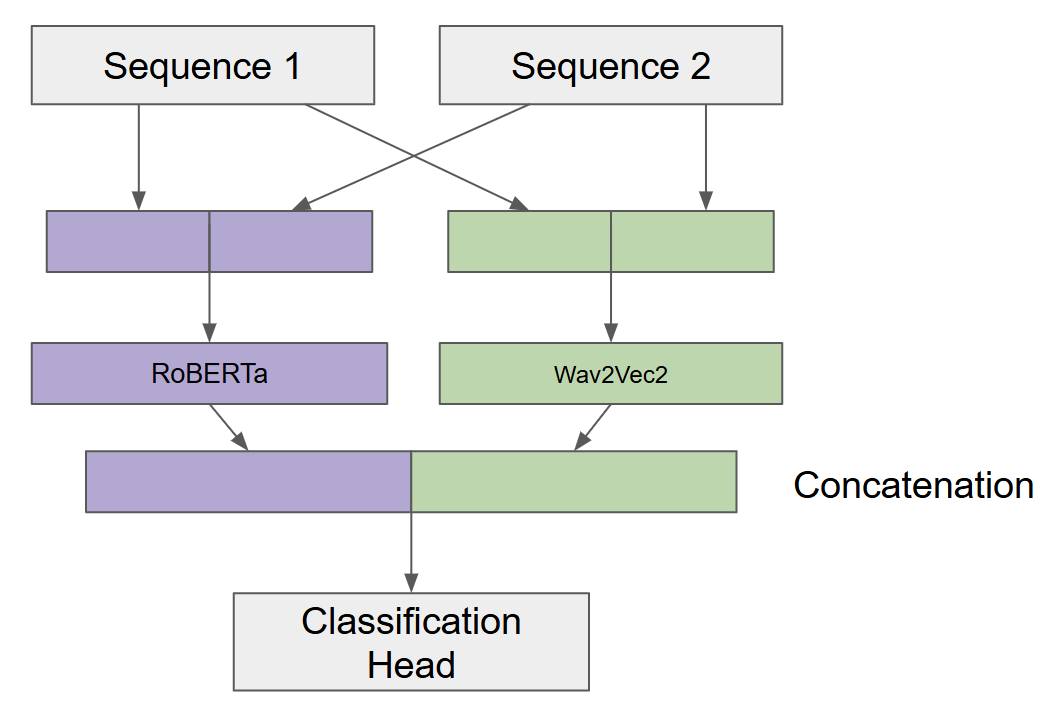 Sequence 1
Sequence 2
RoBERTa
Wav2Vec2
Concatenation
Classification
Head